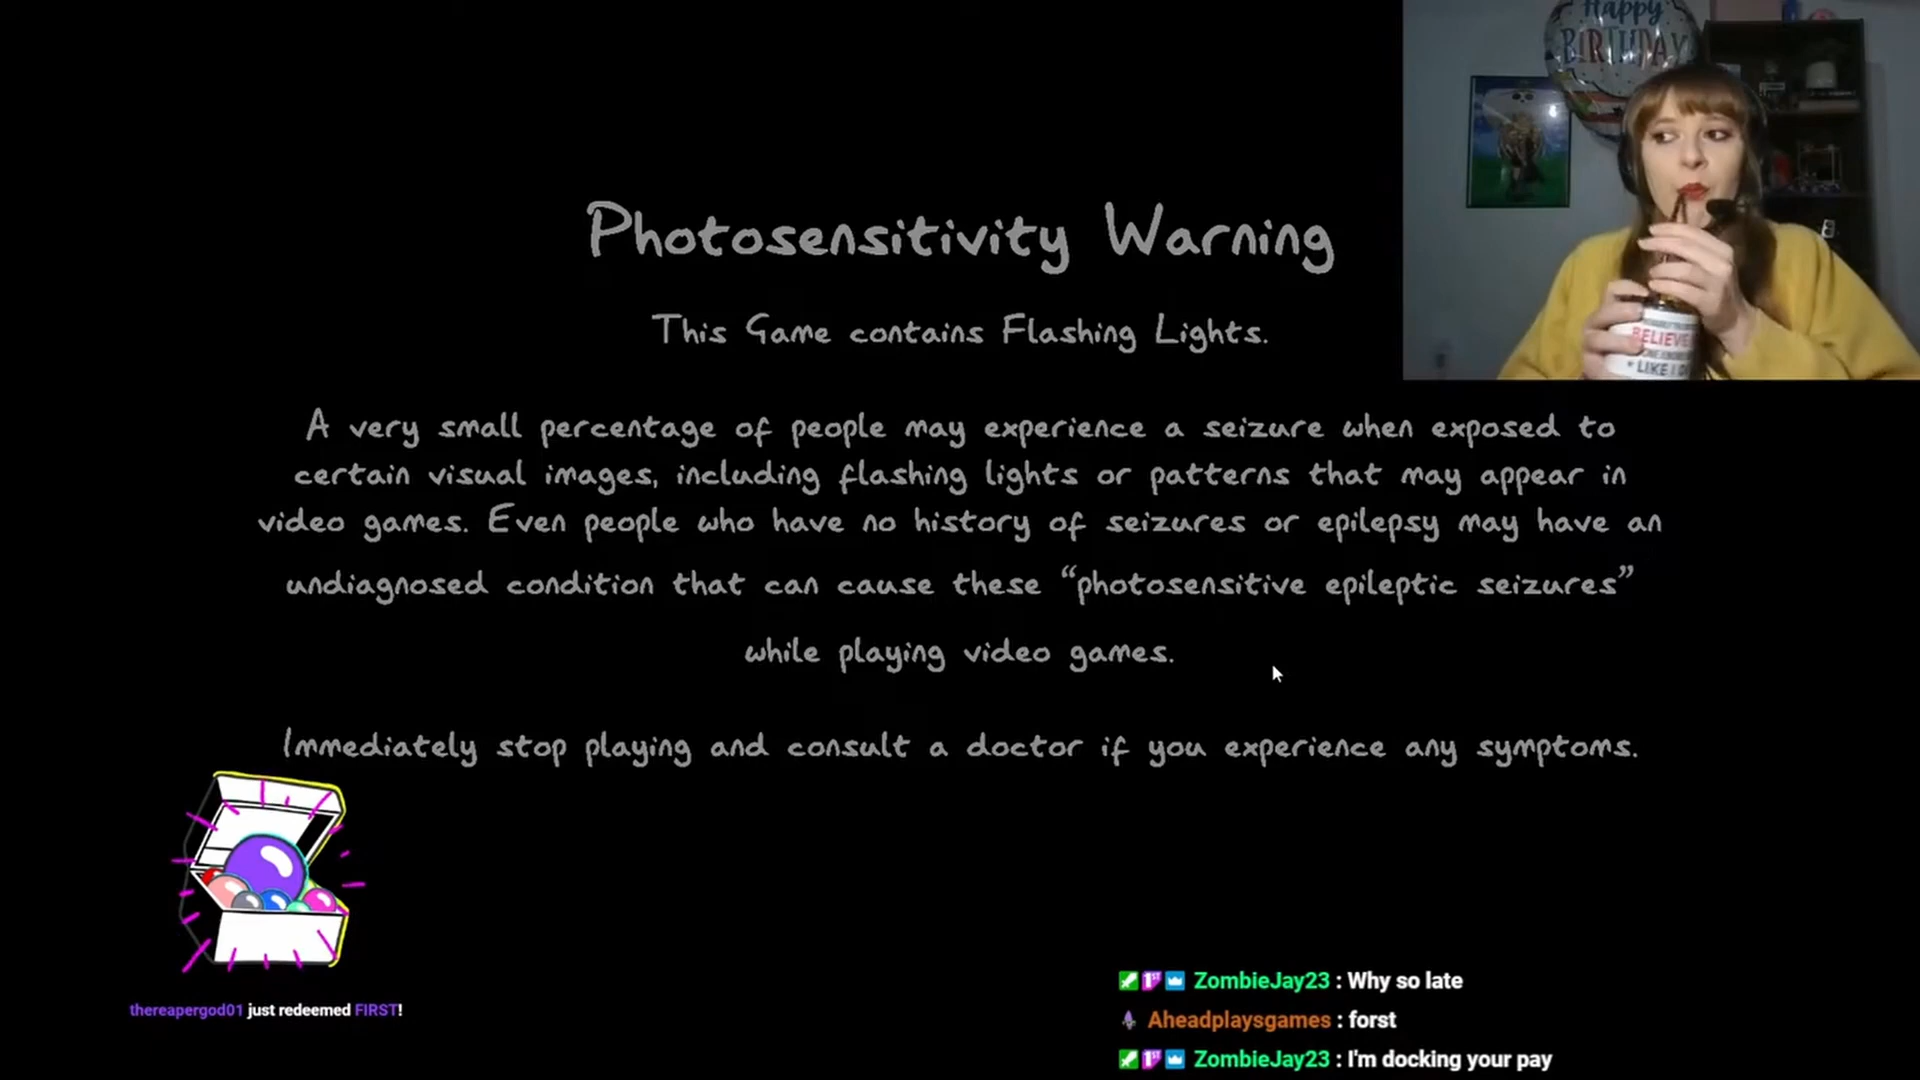 Happy
BIRTHDAY
Photosensitivity Warning
This Game contains Flashing Lights.
BELIEVE
LIKE I
A very small percentage of people may experience a seizure when exposed to
certain visual images, including flashing lights or patterns that may appear in
video games. Even people who have no history of seizures or epilepsy may have an
undiagnosed condition that can cause these “photosensitive epileptic seizures”
while playing video games.
Immediately stop playing and consult a doctor if you experience any symptoms.
thereapergod01 just redeemed FIRST!
ZombieJay23 : Why so late
Aheadplaysgames : forst
ZombieJay23 : I'm docking your pay